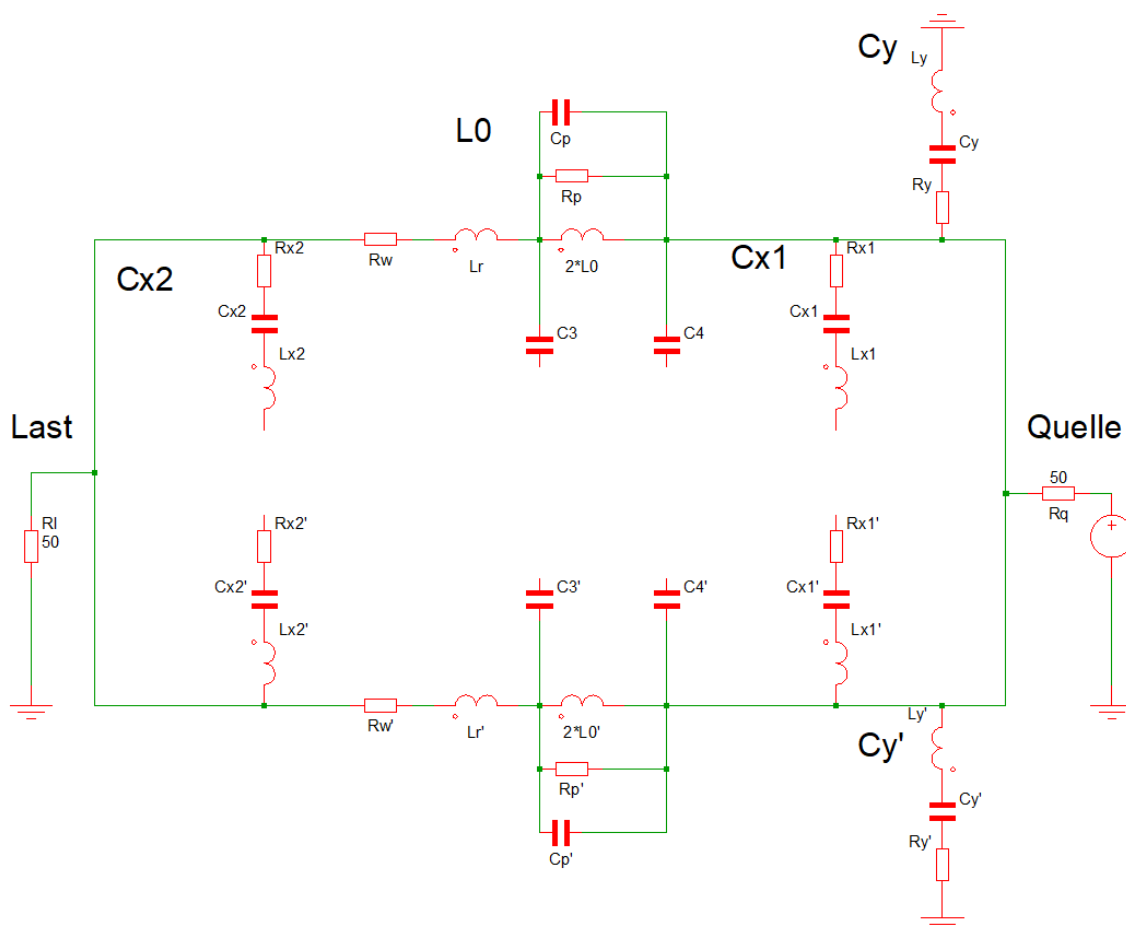 Cy
Ly
Cp
L0
Cy
Rp
Ry
Rx2
Rw
Lr
2*L0
Cx1
Rx1
Cx2
Cx2
Cx1
C3
C4
Lx2
Lx1
Last
Quelle
50
Rq
Rl
50
Rx2'
Rx1'
Cx2'
C3'
C4'
Cx1'
Lx2'
Lx1'
Rw'
Lr'
2*L0'
Ly'
Cy'
Rp'
Cy'
Ry'
Cp'